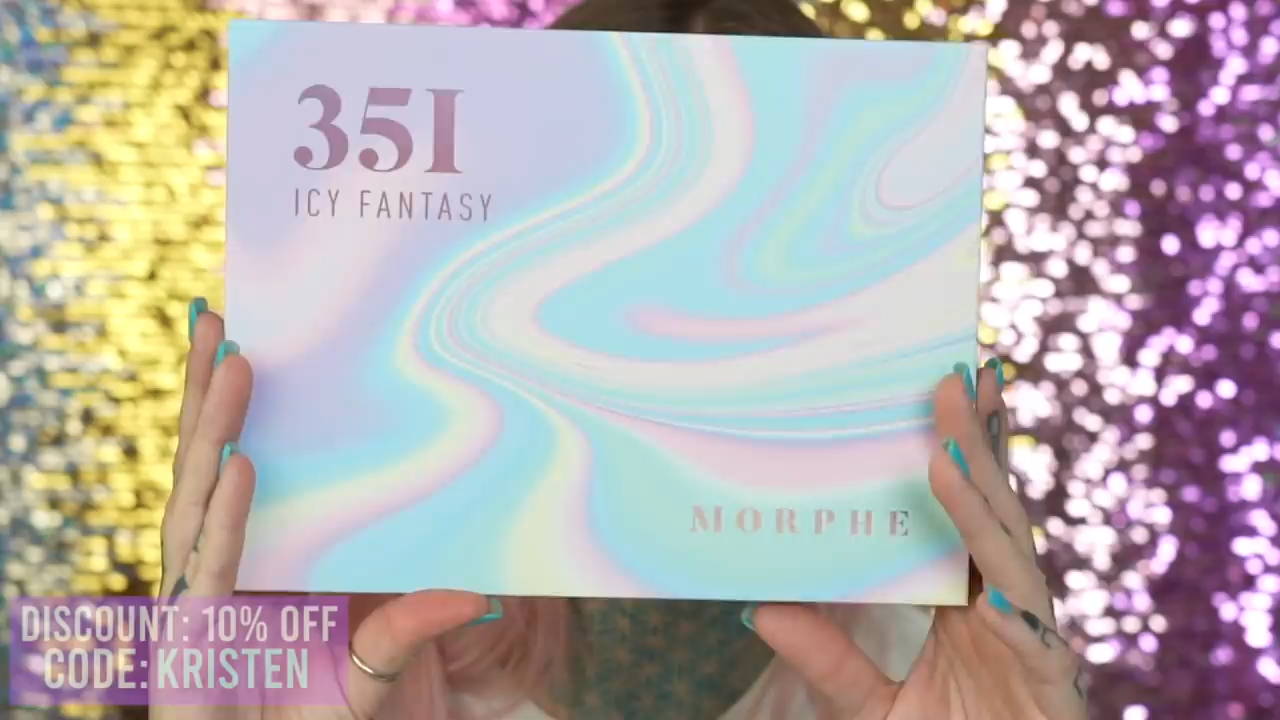 35I
ICY FANTASY
MORPHE
DISCOUNT: 10% OFF
CODE: KRISTEN